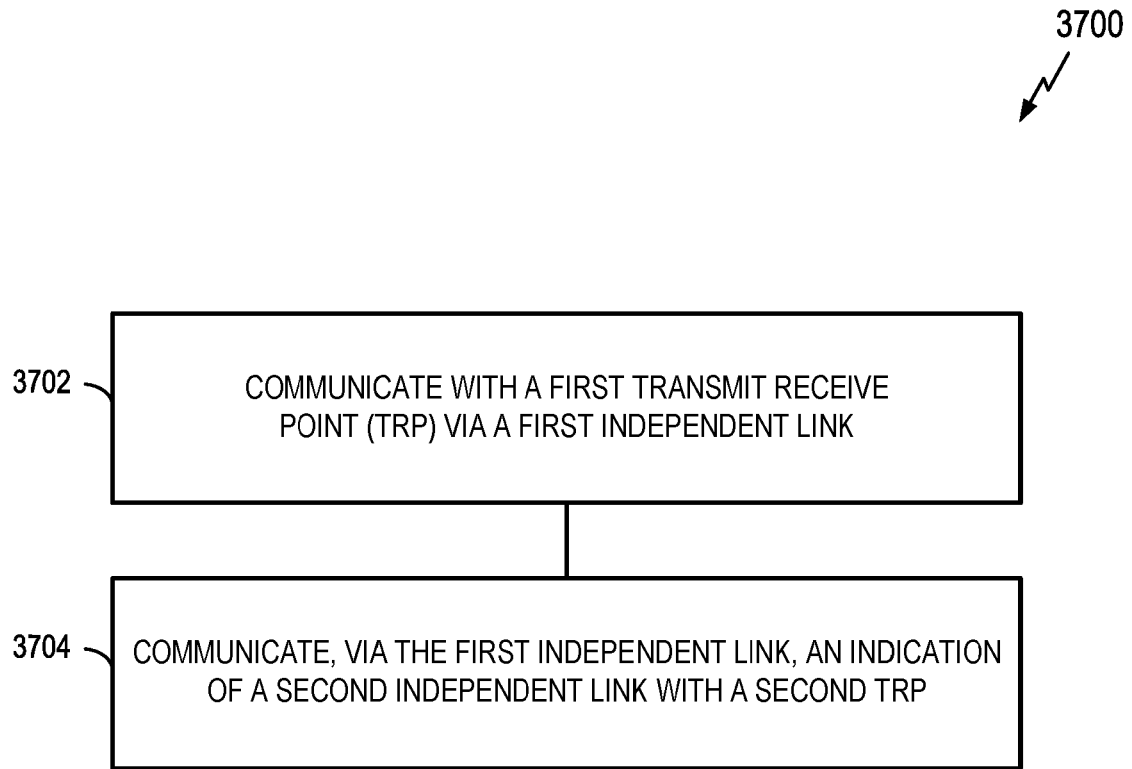 3700
3702
COMMUNICATE WITH A FIRST TRANSMIT RECEIVE
POINT (TRP) VIA A FIRST INDEPENDENT LINK
3704
COMMUNICATE, VIA THE FIRST INDEPENDENT LINK, AN INDICATION
OF A SECOND INDEPENDENT LINK WITH A SECOND TRP